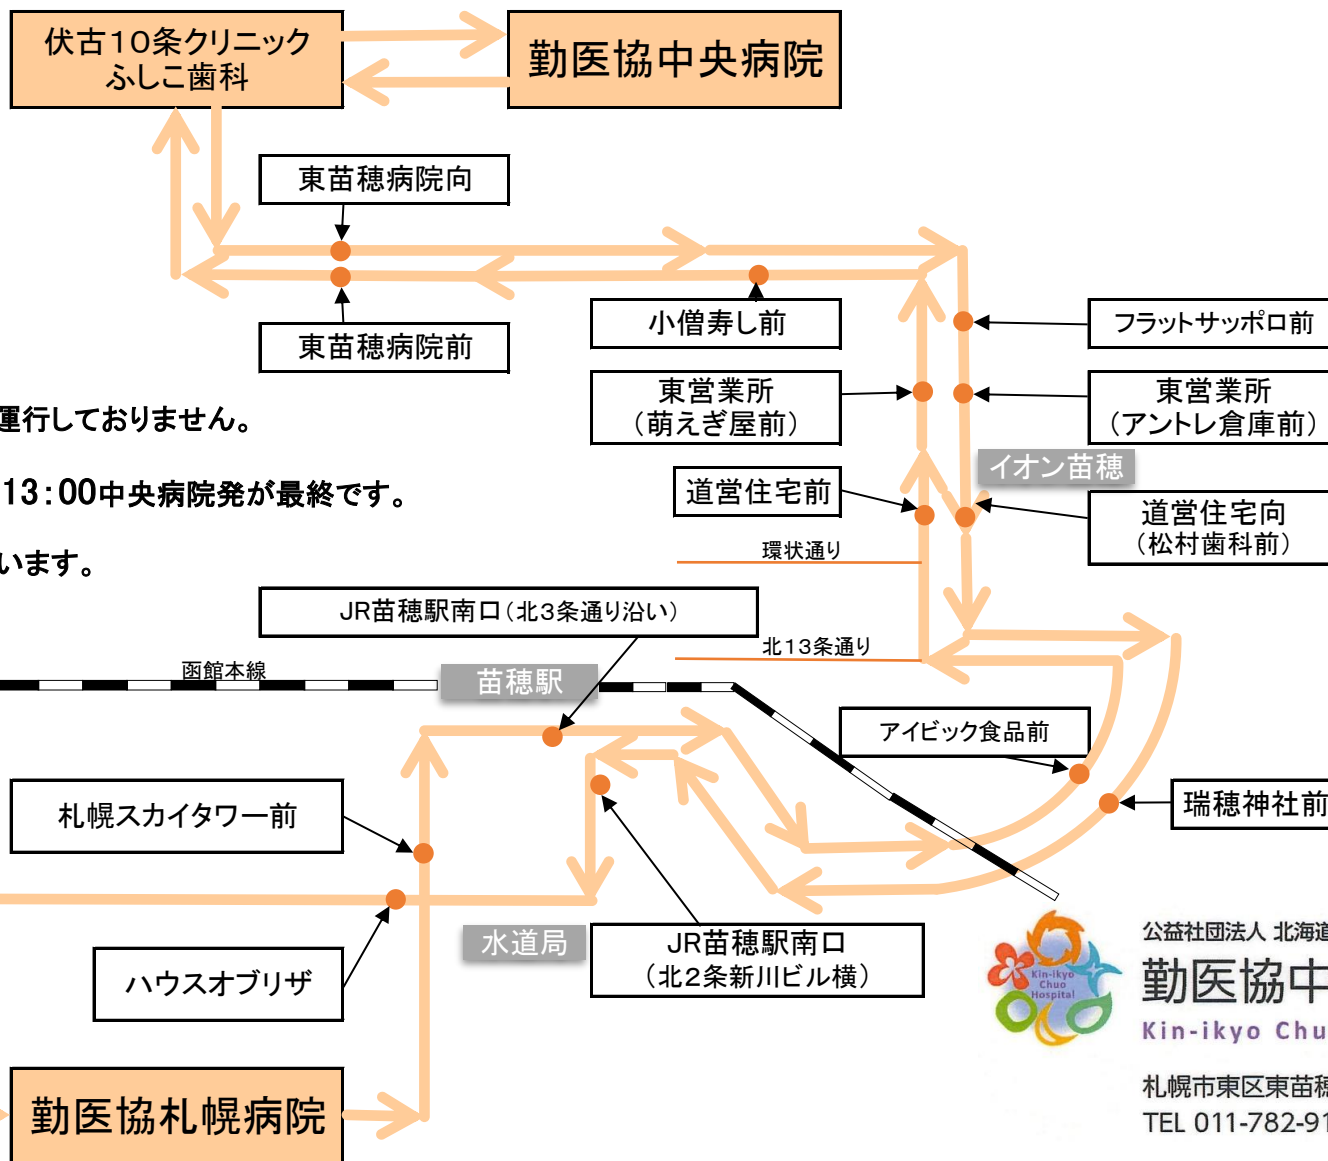 伏古10条クリニック
ふしこ歯科
勤医協中央病院
東苗穂病院向
東苗穂病院前
小僧寿し前
フラットサッポロ前
東営業所
（萌えぎ屋前）
東営業所
（アントレ倉庫前）
運行しておりません。
イオン苗穂
13:00中央病院発が最終です。
道営住宅前
道営住宅向
（松村歯科前）
環状通り
います。
JR苗穂駅南口（北3条通り沿い）
北13条通り
函館本線
苗穂駅
アイビック食品前
札幌スカイタワー前
瑞穂神社前
水道局
JR苗穂駅南口
（北2条新川ビル横）
ハウスオブリザ
Kin-ikyo
Chuo
Hospital
公益社団法人 北海道
勤医協中
Kin-ikyo Chu
札幌市東区東苗穂
TEL 011-782-91
勤医協札幌病院